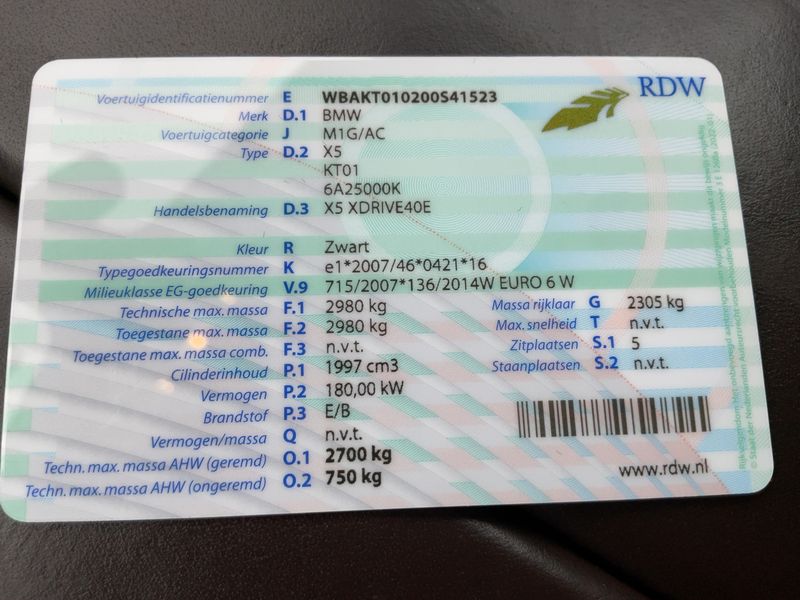 RDW
Voertuigidentificatienummer E WBAKT010200S41523
Merk D.1 BMW
Voertuigcategorie J M1G/AC
Type D.2 X5
KT01
6A25000K
Handelsbenaming D.3 X5 XDRIVE40E
Kleur R Zwart
Typegoedkeuringsnummer K e1*2007/46*0421*16
Milieuklasse EG-goedkeuring V.9 715/2007*136/2014W EURO 6 W
Technische max. massa F.1 2980 kg Massa rijklaar G 2305 kg
Toegestane max. massa F.2 2980 kg Max. snelheid T n.v.t.
Toegestane max. massa comb. F.3 n.v.t. Zitplaatsen S.1 5
Cilinderinhoud P.1 1997 cm3 Staanplaatsen S.2 n.v.t.
Vermogen P.2 180,00 kW
Brandstof P.3 E/B
Vermogen/massa Q n.v.t.
Techn. max. massa AHW (geremd) O.1 2700 kg
Techn. max. massa AHW (ongeremd) O.2 750 kg
www.rdw.nl